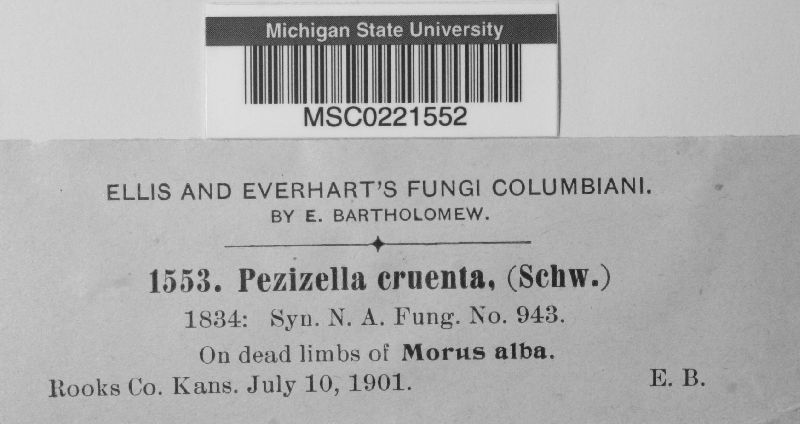 Michigan State University
MSC0221552
ELLIS AND EVERHART'S FUNGI COLUMBIANI.
BY E. BARTHOLOMEW.
1553. Pezizella cruenta, (Schw.)
1834: Syn. N. A. Fung. No. 943.
On dead limbs of Morus alba.
Rooks Co. Kans. July 10, 1901. E. B.